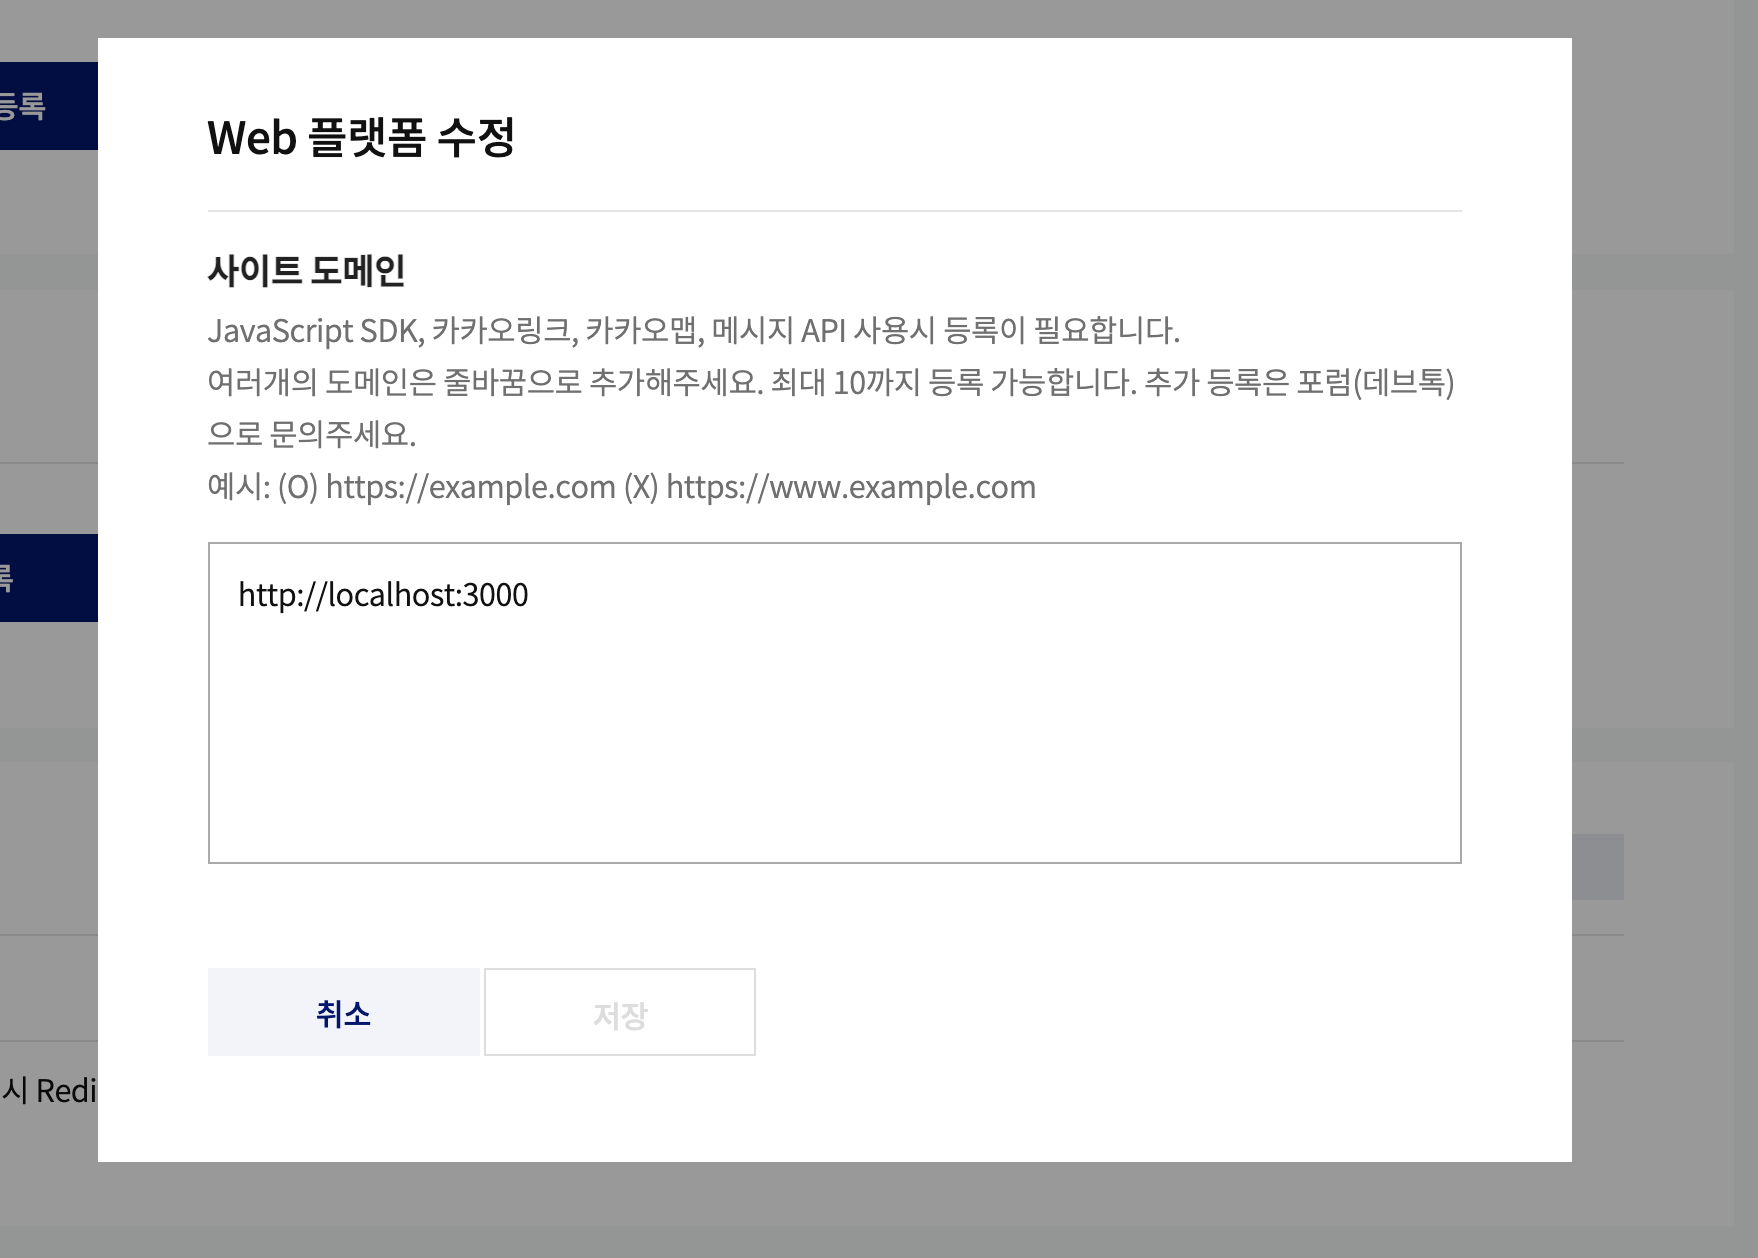 등록
Web 플랫폼 수정
사이트 도메인
JavaScript SDK, 카카오링크, 카카오맵, 메시지 API 사용시 등록이 필요합니다.
여러개의 도메인은 줄바꿈으로 추가해주세요. 최대 10까지 등록 가능합니다. 추가 등록은 포럼(데브톡)
으로 문의주세요.
예시: (O) https://example.com (X) https://www.example.com
록
http://localhost:3000
취소
저장
시 Redi